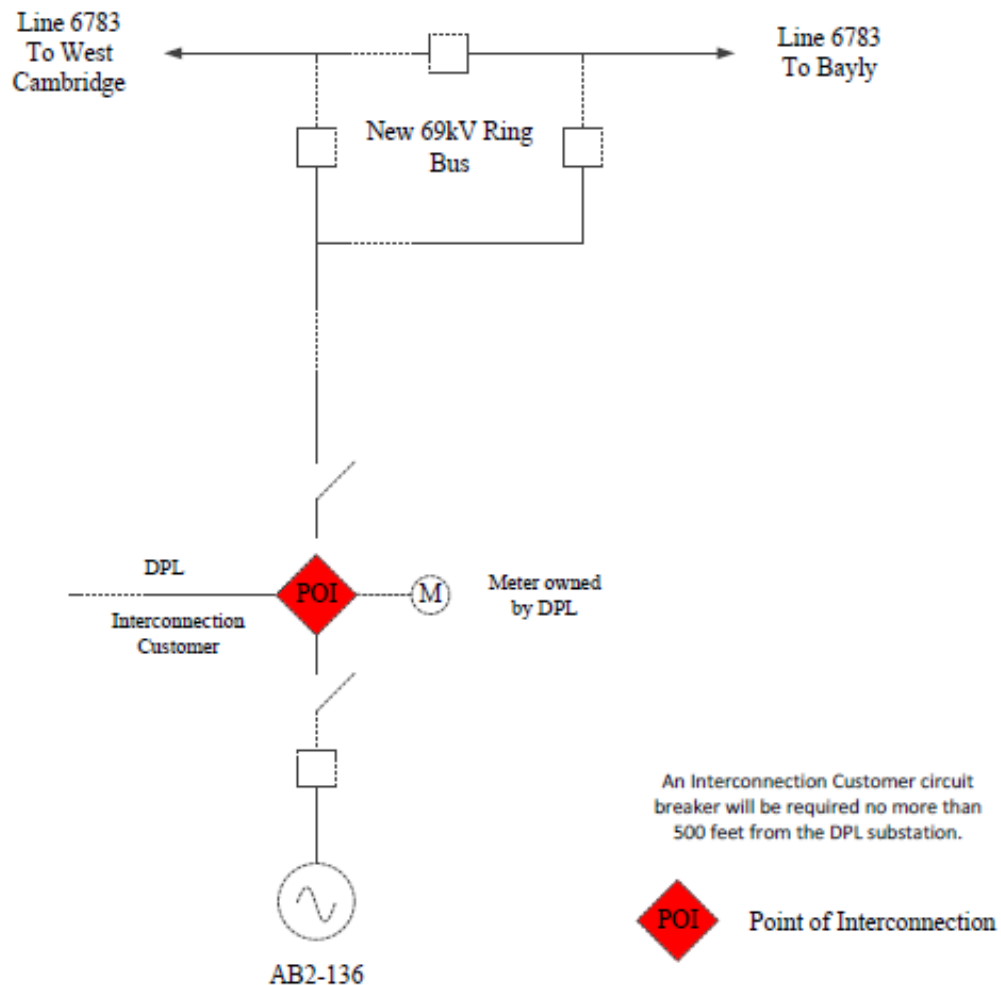 Line 6783
To West
Cambridge
Line 6783
To Bayly
New 69kV Ring
Bus
DPL
POI
M
Meter owned
by DPL
Interconnection
Customer
An Interconnection Customer circuit
breaker will be required no more than
500 feet from the DPL substation.
POI
Point of Interconnection
AB2-136